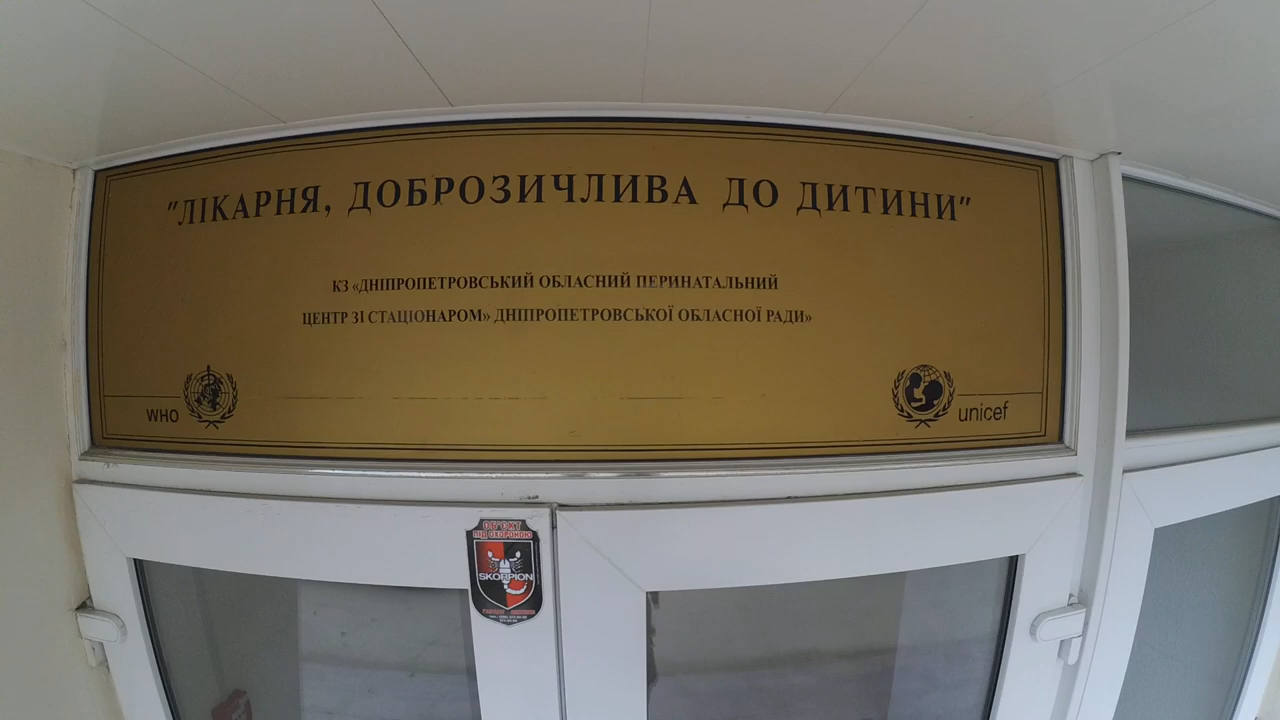 "ЛІКАРНЯ, ДОБРОЗИЧЛИВА ДО ДИТИНИ"
КЗ «ДНІПРОПЕТРОВСЬКИЙ ОБЛАСНИЙ ПЕРИНАТАЛЬНИЙ
ЦЕНТР ЗІ СТАЦІОНАРОМ» ДНІПРОПЕТРОВСЬКОЇ ОБЛАСНОЇ РАДИ»
WHO
unicef
ОБ'ЄКТ
ПІД ОХОРОНОЮ
SKORPION